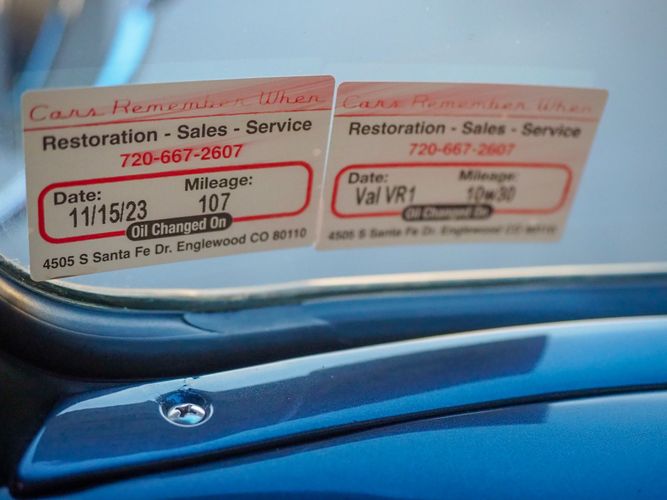 Cars Remember When
Restoration - Sales - Service
720-667-2607
Date: Mileage:
11/15/23 107
Oil Changed On
4505 S Santa Fe Dr. Englewood CO 80110
Cars Remember When
Restoration - Sales - Service
720-667-2607
Date: Mileage:
Val VR1 10w30
Oil Changed On
4505 S Santa Fe Dr. Englewood CO 80110